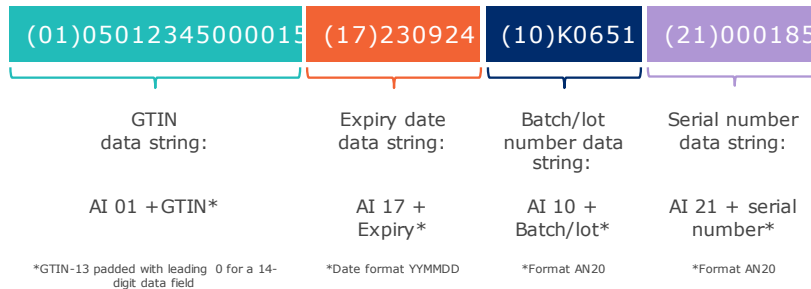 (01)05012345000015 (17)230924 (10)K0651 (21)000185
GTIN
data string:
Expiry date
data string:
Batch/lot
number data
string:
Serial number
data string:
AI 01 +GTIN*
AI 17 +
Expiry*
AI 10 +
Batch/lot*
AI 21 + serial
number*
*GTIN-13 padded with leading 0 for a 14-
digit data field
*Date format YYMMDD
*Format AN20
*Format AN20